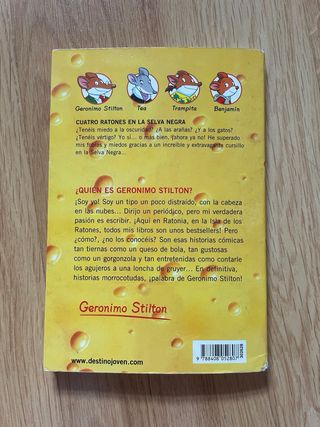 Geronimo Stilton Tea Trampita Benjamín
CUATRO RATONES EN LA SELVA NEGRA
¿Tenéis miedo a la oscuridad? ¿A las arañas? ¿Y a los gatos?
¿Tenéis vértigo? Yo sí... o más bien, ¡ahora ya no! He superado
mis fobias y miedos gracias a un increíble y extravagante cursillo
en la Selva Negra...
¿QUIÉN ES GERONIMO STILTON?
¡Soy yo! Soy un tipo un poco distraído, con la cabeza
en las nubes... Dirijo un periódico, pero mi verdadera
pasión es escribir. ¡Aquí en Ratonia, en la Isla de los
Ratones, todos mis libros son unos bestsellers! Pero
¿cómo?, ¿no los conocéis? Son esas historias cómicas
tan tiernas como un queso de bola, tan gustosas
como un gorgonzola y tan entretenidas como contarle
los agujeros a una loncha de gruyer... En definitiva,
historias morrocotudas, ¡palabra de Geronimo Stilton!
Geronimo Stilton
www.destinojoven.com
9 788408 052807